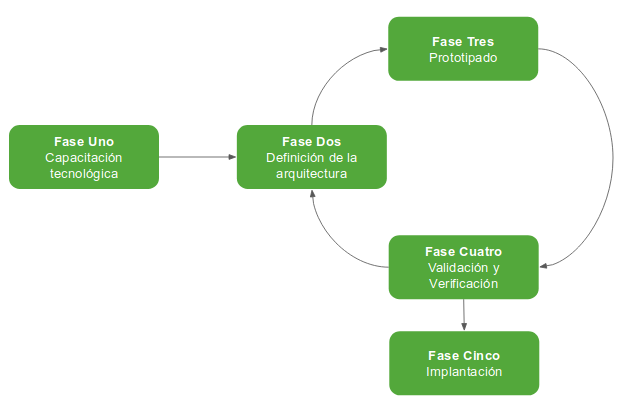 Fase Uno
Capacitación
tecnológica
Fase Dos
Definición de la
arquitectura
Fase Tres
Prototipado
Fase Cuatro
Validación y
Verificación
Fase Cinco
Implantación